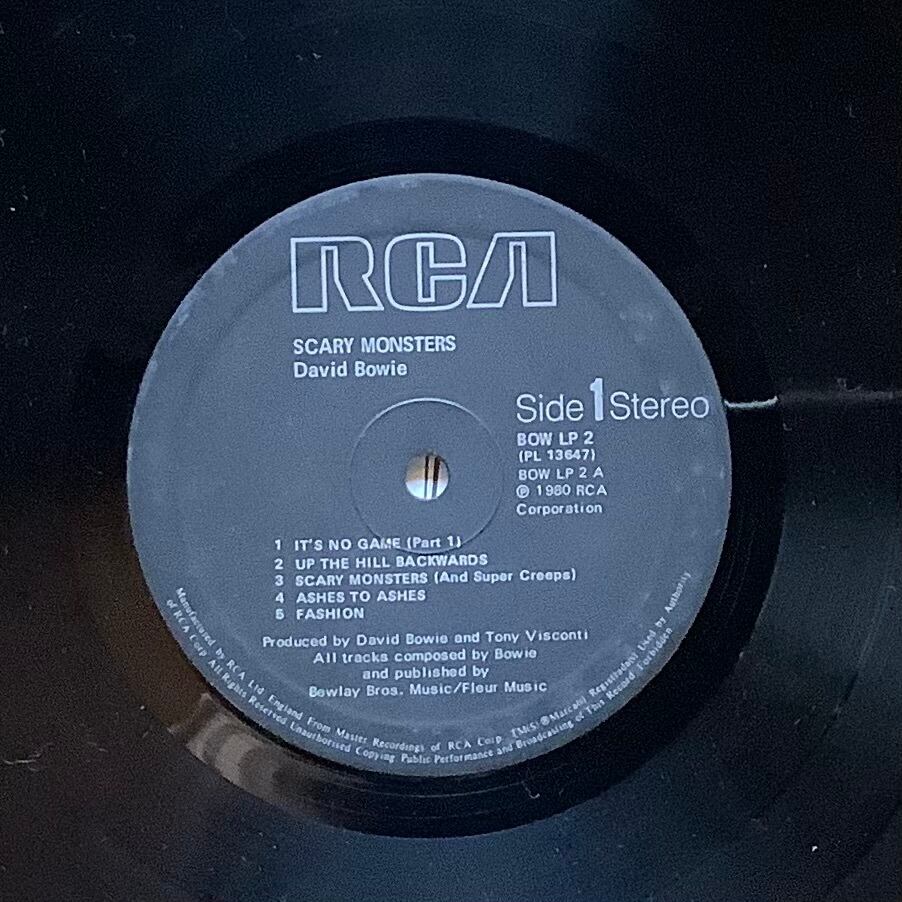 RCA
SCARY MONSTERS
David Bowie
Side 1 Stereo
BOW LP 2
(PL 13647)
BOW LP 2 A
℗ 1980 RCA
Corporation
1 IT'S NO GAME (Part 1)
2 UP THE HILL BACKWARDS
3 SCARY MONSTERS (And Super Creeps)
4 ASHES TO ASHES
5 FASHION
Produced by David Bowie and Tony Visconti
All tracks composed by Bowie
and published by
Bewlay Bros. Music/Fleur Music
Manufactured by RCA Ltd. England From Master Recordings of RCA Corp. TM(s) ® Marca(s) Registrada(s) Used by Authority
of RCA Corp All Rights Reserved Unauthorised Copying Public Performance and Broadcasting of This Record Forbidden